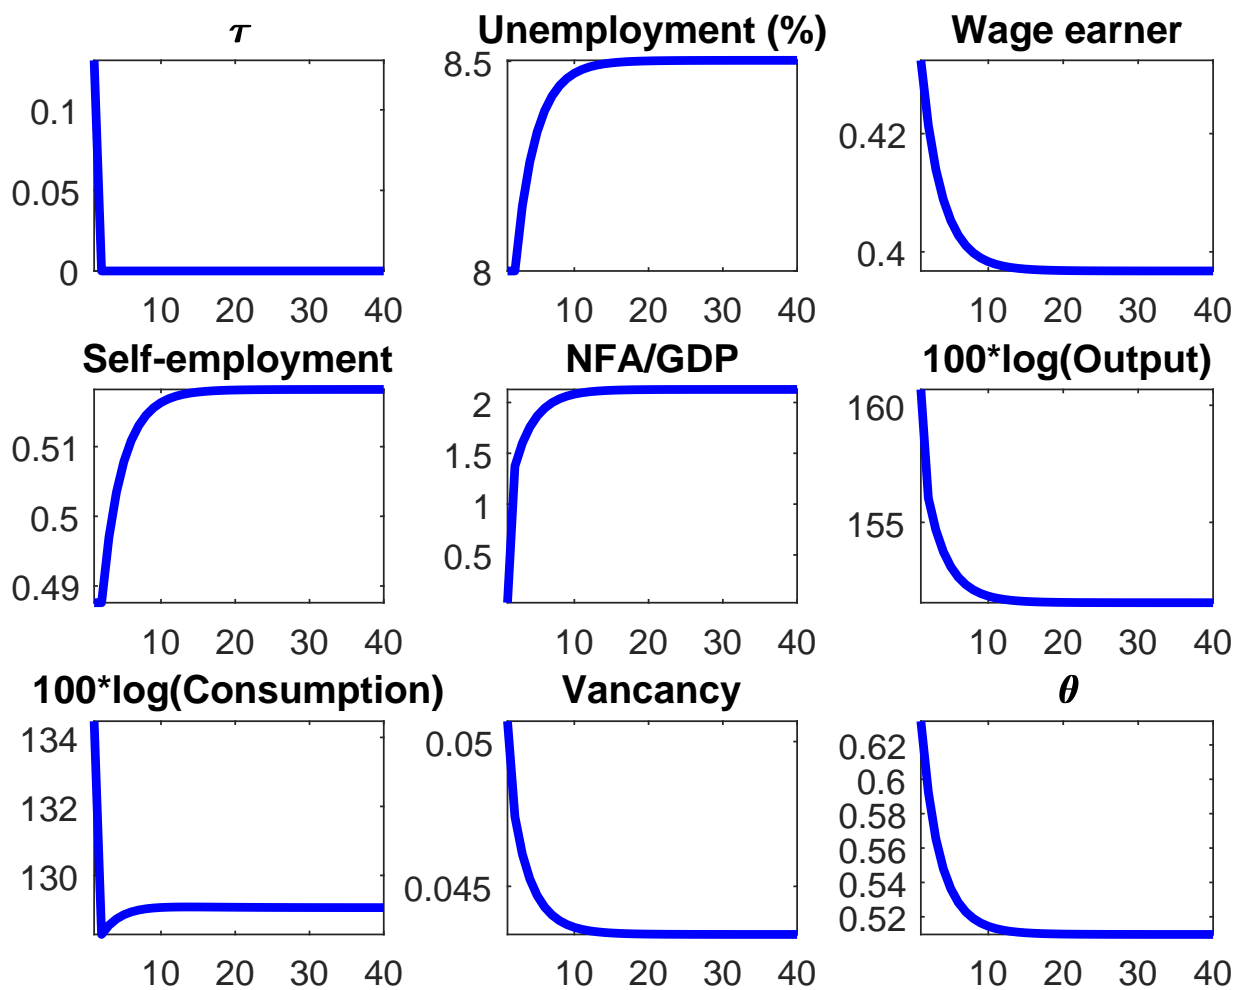 τ
Unemployment (%)
Wage earner
0.1
0.05
0
10 20 30 40
8.5
8
10 20 30 40
0.42
0.4
10 20 30 40
Self-employment
NFA/GDP
100*log(Output)
0.51
0.5
0.49
10 20 30 40
2
1.5
1
0.5
10 20 30 40
160
155
10 20 30 40
100*log(Consumption)
Vancancy
θ
134
132
130
10 20 30 40
0.05
0.045
10 20 30 40
0.62
0.6
0.58
0.56
0.54
0.52
10 20 30 40